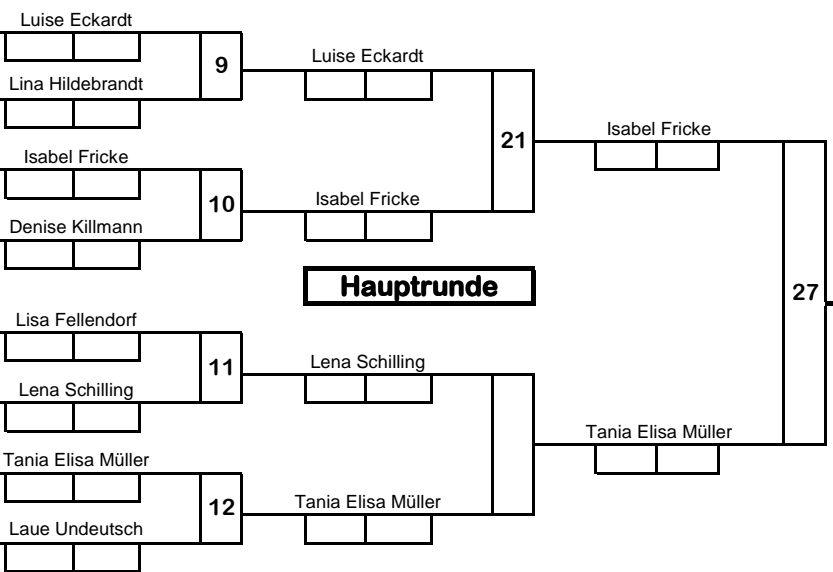 Luise Eckardt
9
Lina Hildebrandt
Isabel Fricke
10
Denise Killmann
Lisa Fellendorf
11
Lena Schilling
Tania Elisa Müller
12
Laue Undeutsch
Luise Eckardt
21
Isabel Fricke
Hauptrunde
Lena Schilling
Tania Elisa Müller
Isabel Fricke
27
Tania Elisa Müller